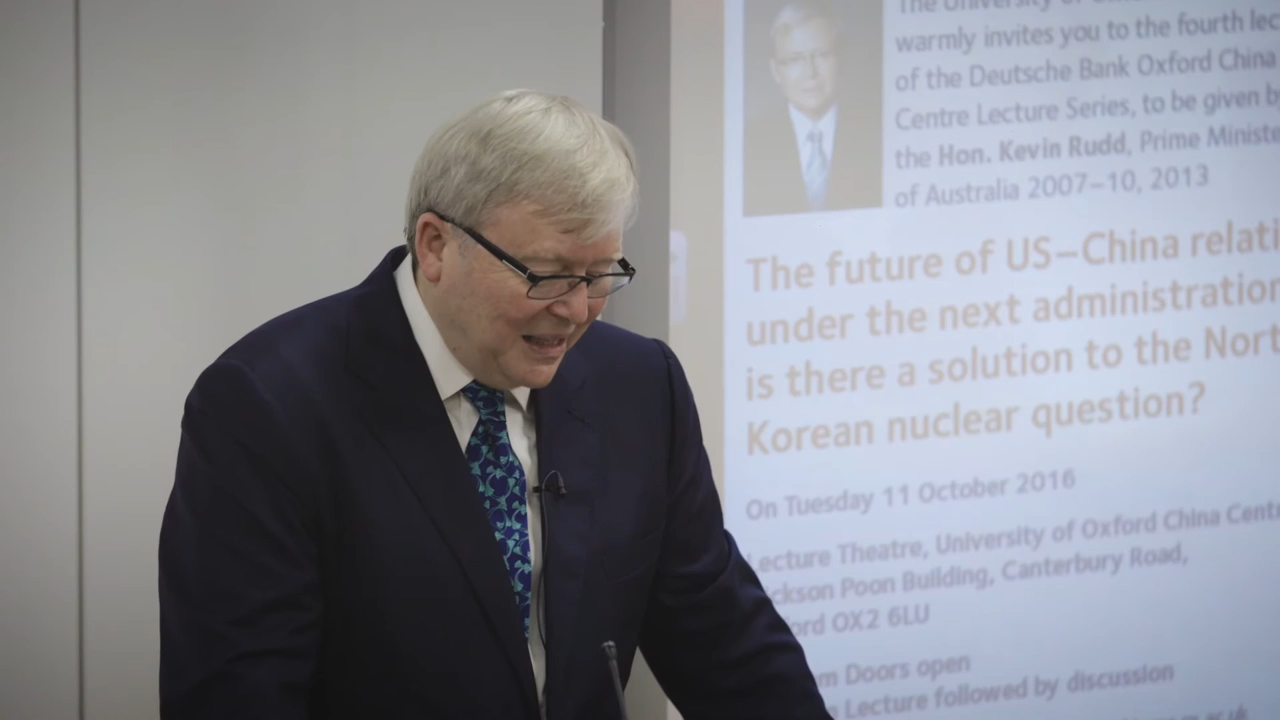 The University of
warmly invites you to the fourth lec
of the Deutsche Bank Oxford China
Centre Lecture Series, to be given by
the Hon. Kevin Rudd, Prime Ministe
of Australia 2007–10, 2013
The future of US–China relati
under the next administration
is there a solution to the Nort
Korean nuclear question?
On Tuesday 11 October 2016
Lecture Theatre, University of Oxford China Cent
ckson Poon Building, Canterbury Road,
ord OX2 6LU
m Doors open
Lecture followed by discussion